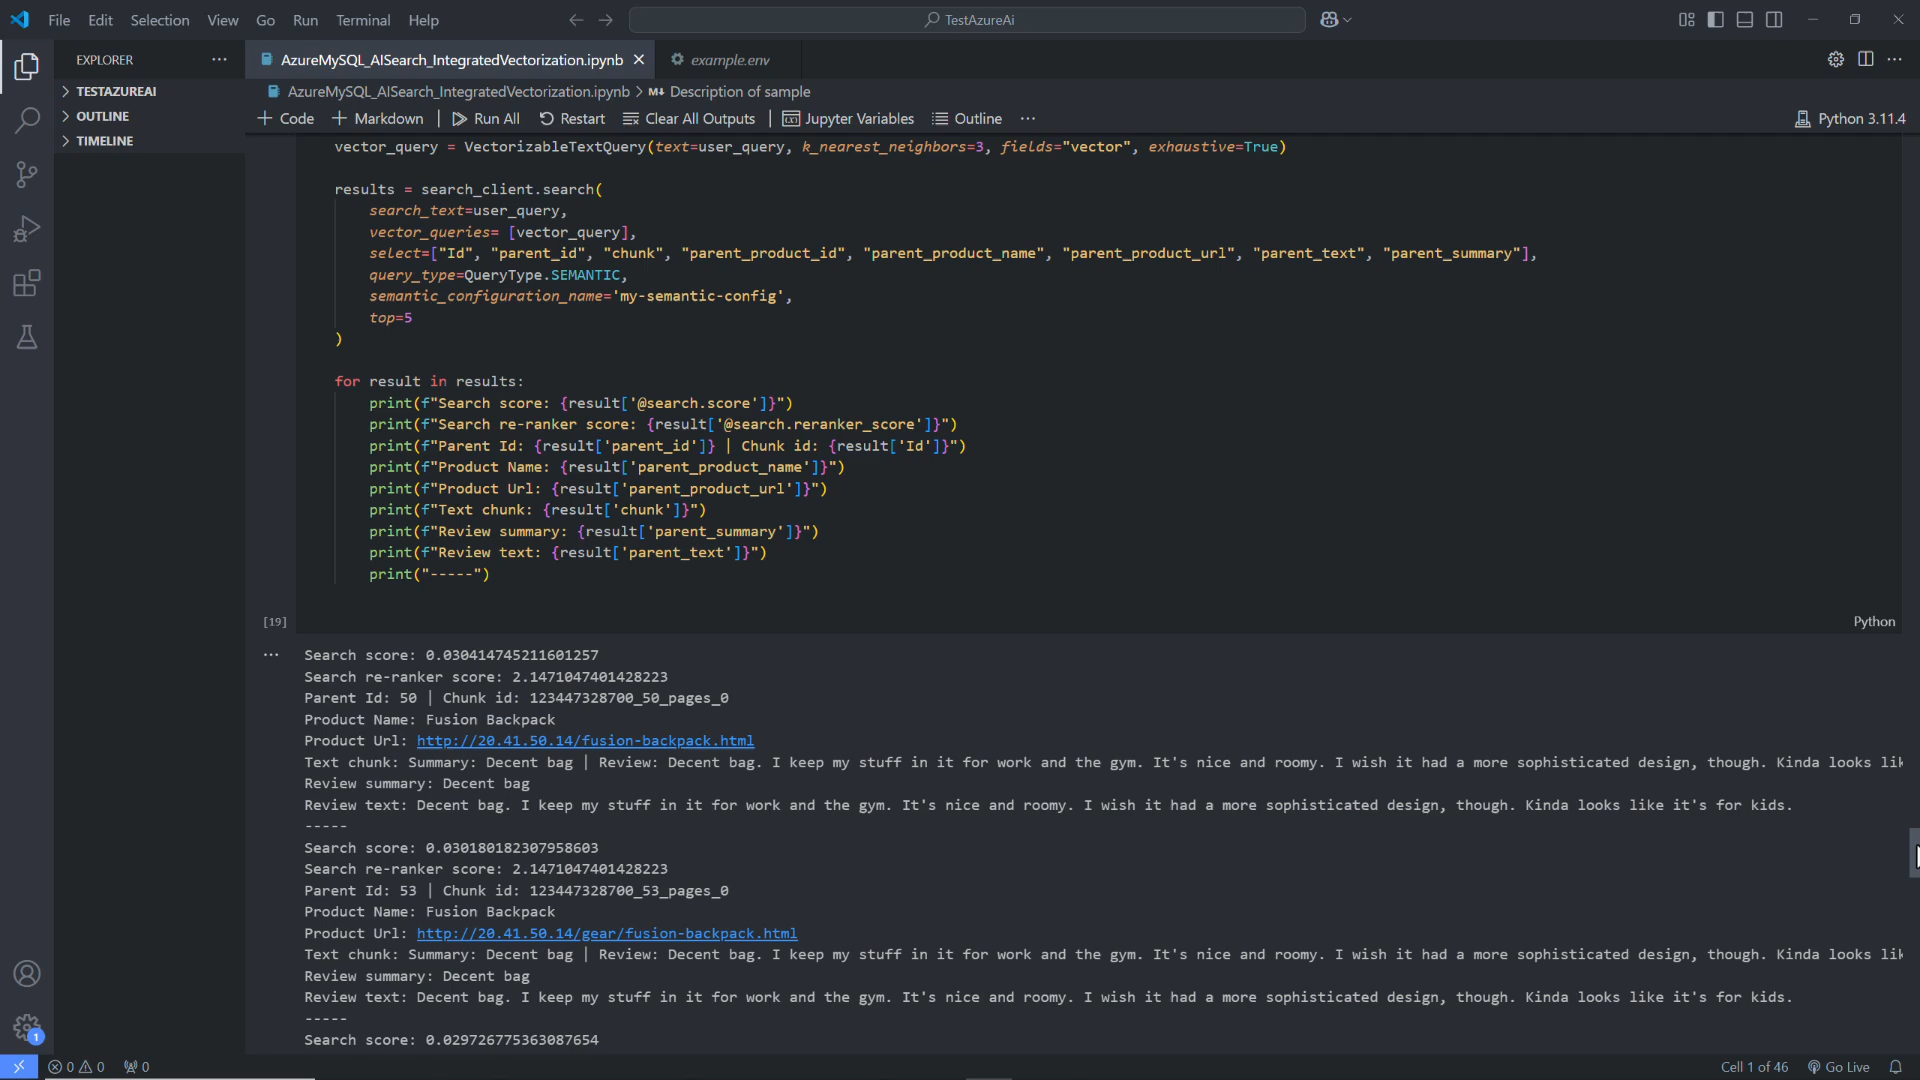 File Edit Selection View Go Run Terminal Help
TestAzureAi
EXPLORER
AzureMySQL_AISearch_IntegratedVectorization.ipynb
example.env
TESTAZUREAI
OUTLINE
TIMELINE
AzureMySQL_AISearch_IntegratedVectorization.ipynb > M↓ Description of sample
+ Code + Markdown | Run All Restart Clear All Outputs | Jupyter Variables Outline ...
Python 3.11.4
vector_query = VectorizableTextQuery(text=user_query, k_nearest_neighbors=3, fields="vector", exhaustive=True)
results = search_client.search(
search_text=user_query,
vector_queries= [vector_query],
select=["Id", "parent_id", "chunk", "parent_product_id", "parent_product_name", "parent_product_url", "parent_text", "parent_summary"],
query_type=QueryType.SEMANTIC,
semantic_configuration_name='my-semantic-config',
top=5
)
for result in results:
print(f"Search score: {result['@search.score']}")
print(f"Search re-ranker score: {result['@search.reranker_score']}")
print(f"Parent Id: {result['parent_id']} | Chunk id: {result['Id']}")
print(f"Product Name: {result['parent_product_name']}")
print(f"Product Url: {result['parent_product_url']}")
print(f"Text chunk: {result['chunk']}")
print(f"Review summary: {result['parent_summary']}")
print(f"Review text: {result['parent_text']}")
print("-----")
[19]
Python
... Search score: 0.030414745211601257
Search re-ranker score: 2.1471047401428223
Parent Id: 50 | Chunk id: 123447328700_50_pages_0
Product Name: Fusion Backpack
Product Url: http://20.41.50.14/fusion-backpack.html
Text chunk: Summary: Decent bag | Review: Decent bag. I keep my stuff in it for work and the gym. It's nice and roomy. I wish it had a more sophisticated design, though. Kinda looks lik
Review summary: Decent bag
Review text: Decent bag. I keep my stuff in it for work and the gym. It's nice and roomy. I wish it had a more sophisticated design, though. Kinda looks like it's for kids.
-----
Search score: 0.030180182307958603
Search re-ranker score: 2.1471047401428223
Parent Id: 53 | Chunk id: 123447328700_53_pages_0
Product Name: Fusion Backpack
Product Url: http://20.41.50.14/gear/fusion-backpack.html
Text chunk: Summary: Decent bag | Review: Decent bag. I keep my stuff in it for work and the gym. It's nice and roomy. I wish it had a more sophisticated design, though. Kinda looks lik
Review summary: Decent bag
Review text: Decent bag. I keep my stuff in it for work and the gym. It's nice and roomy. I wish it had a more sophisticated design, though. Kinda looks like it's for kids.
-----
Search score: 0.029726775363087654
1
0 0 0
Cell 1 of 46 Go Live